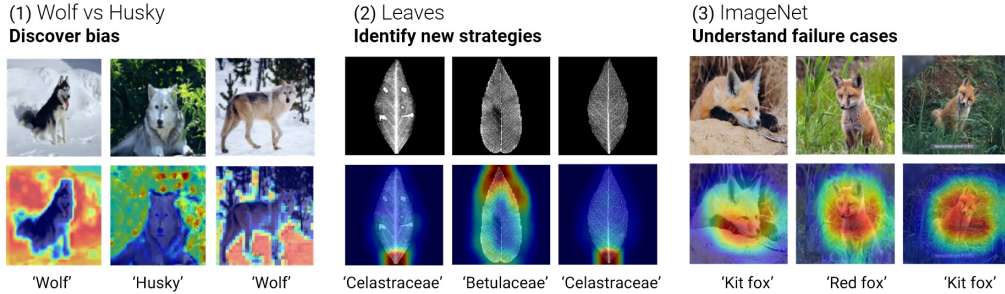 (1) Wolf vs Husky
Discover bias
(2) Leaves
Identify new strategies
(3) ImageNet
Understand failure cases
‘Wolf’
‘Husky’
‘Wolf’
‘Celastraceae’
‘Betulaceae’
‘Celastraceae’
‘Kit fox’
‘Red fox’
‘Kit fox